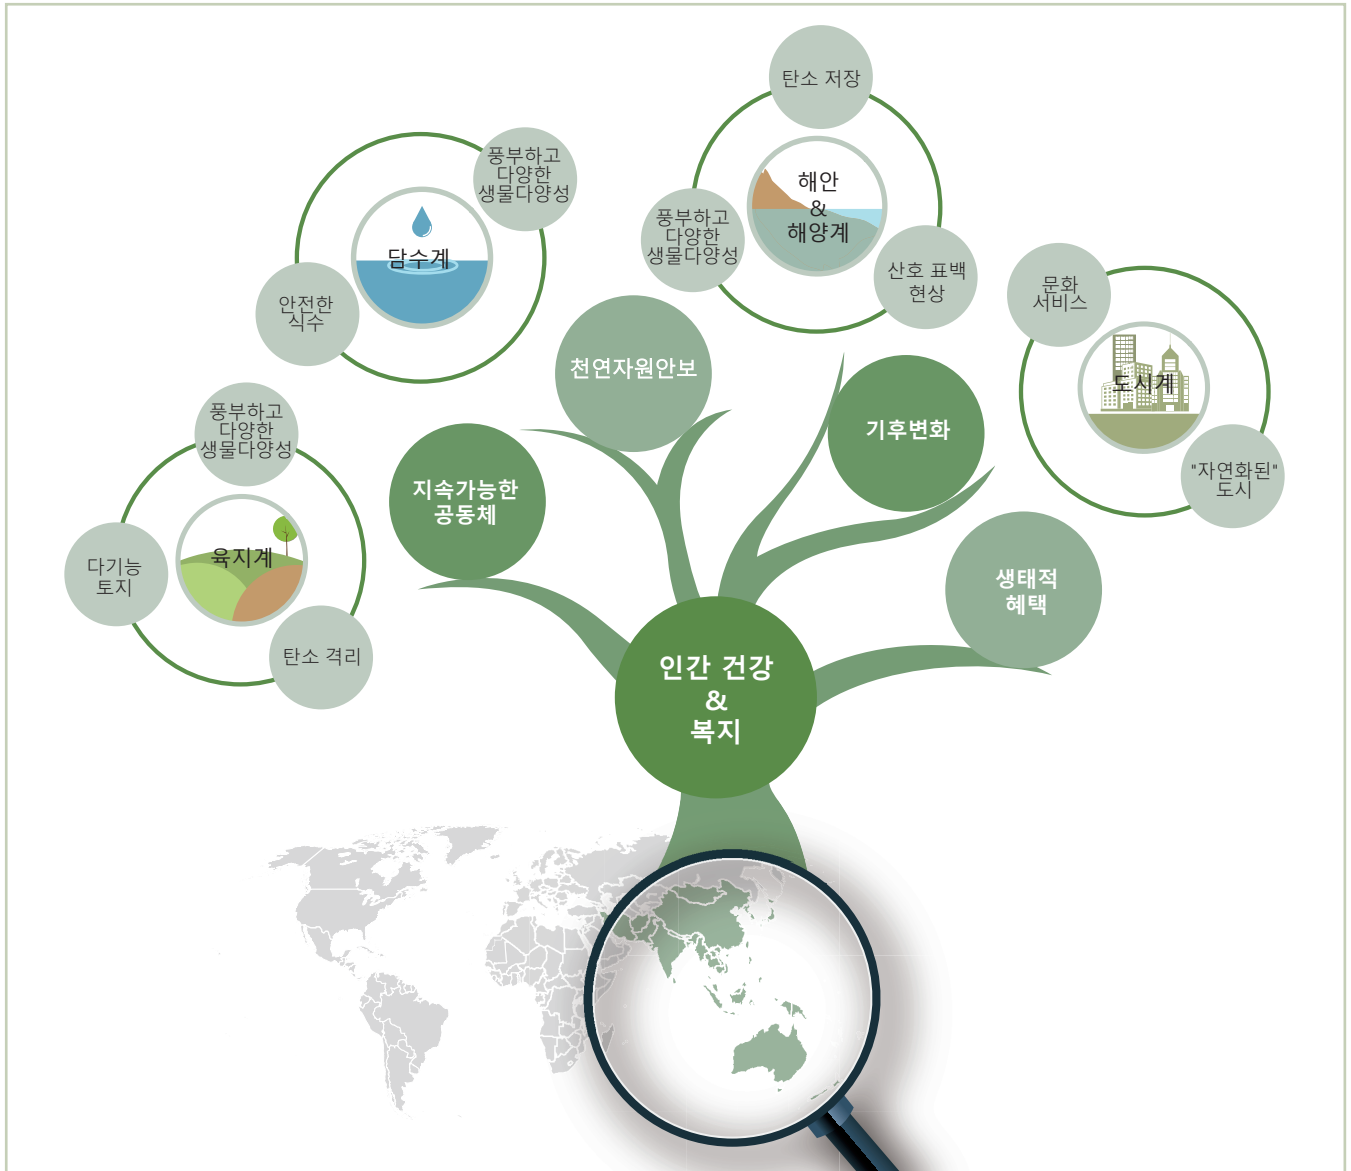 탄소 저장
해안
&
해양계
풍부하고
다양한
생물다양성
산호 표백
현상
풍부하고
다양한
생물다양성
담수계
안전한
식수
문화
서비스
도시계
"자연화된"
도시
풍부하고
다양한
생물다양성
육지계
다기능
토지
탄소 격리
천연자원안보
기후변화
지속가능한
공동체
생태적
혜택
인간 건강
&
복지